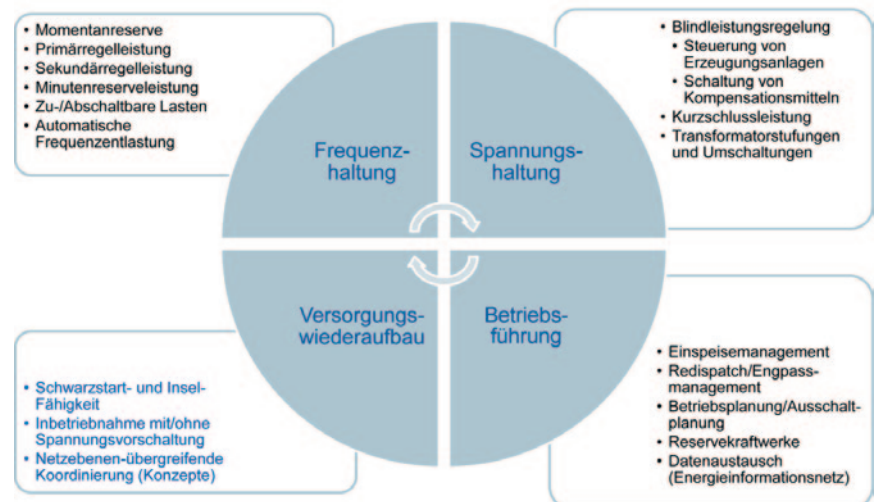 • Momentanreserve
• Primärregelleistung
• Sekundärregelleistung
• Minutenreserveleistung
• Zu-/Abschaltbare Lasten
• Automatische
Frequenzentlastung
Frequenz-
haltung
Spannungs-
haltung
• Blindleistungsregelung
• Steuerung von
Erzeugungsanlagen
• Schaltung von
Kompensationsmitteln
• Kurzschlussleistung
• Transformatorstufungen
und Umschaltungen
Versorgungs-
wiederaufbau
Betriebs-
führung
• Schwarzstart- und Insel-
Fähigkeit
• Inbetriebnahme mit/ohne
Spannungsvorschaltung
• Netzebenen-übergreifende
Koordinierung (Konzepte)
• Einspeisemanagement
• Redispatch/Engpass-
management
• Betriebsplanung/Ausschalt-
planung
• Reservekraftwerke
• Datenaustausch
(Energieinformationsnetz)